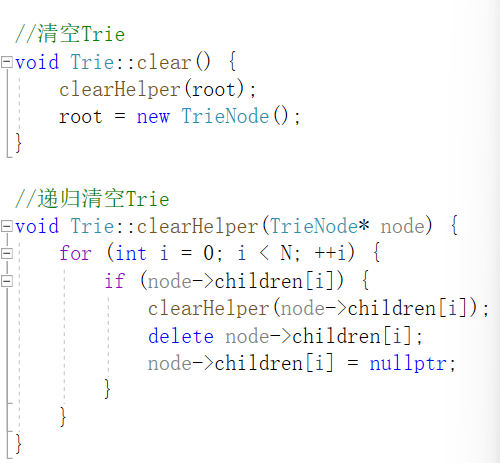 //清空Trie
void Trie::clear() {
    clearHelper(root);
    root = new TrieNode();
}

//递归清空Trie
void Trie::clearHelper(TrieNode* node) {
    for (int i = 0; i < N; ++i) {
        if (node->children[i]) {
            clearHelper(node->children[i]);
            delete node->children[i];
            node->children[i] = nullptr;
        }
    }
}